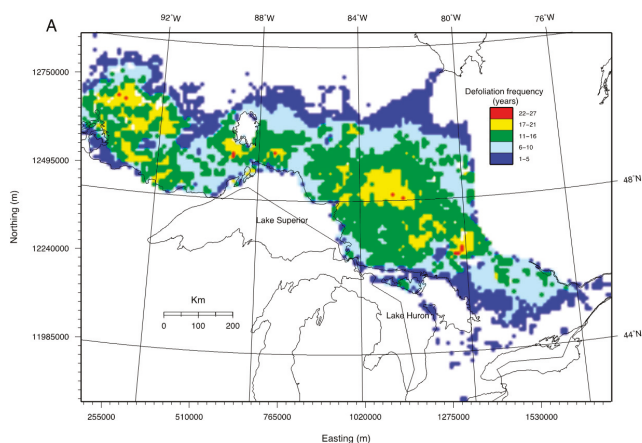 A
92°W
88°W
84°W
80°W
76°W
Defoliation frequency
(years)
22–27
17–21
11–16
6–10
1–5
12750000
12495000
12240000
11985000
Northing (m)
48°N
44°N
Lake Superior
Lake Huron
Km
0 50 100 200
255000 510000 765000 1020000 1275000 1530000
Easting (m)